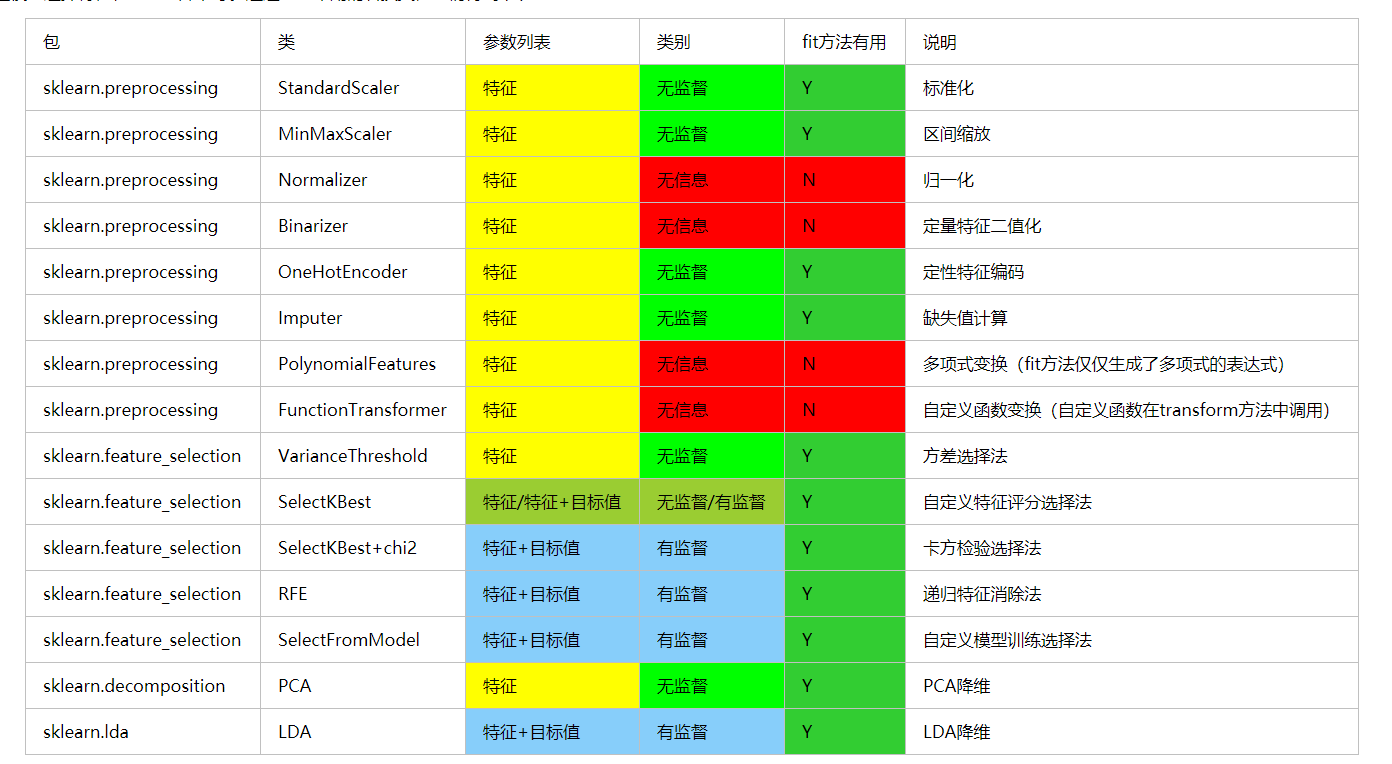 包 类 参数列表 类别 fit方法有用 说明
sklearn.preprocessing StandardScaler 特征 无监督 Y 标准化
sklearn.preprocessing MinMaxScaler 特征 无监督 Y 区间缩放
sklearn.preprocessing Normalizer 特征 无信息 N 归一化
sklearn.preprocessing Binarizer 特征 无信息 N 定量特征二值化
sklearn.preprocessing OneHotEncoder 特征 无监督 Y 定性特征编码
sklearn.preprocessing Imputer 特征 无监督 Y 缺失值计算
sklearn.preprocessing PolynomialFeatures 特征 无信息 N 多项式变换（fit方法仅仅生成了多项式的表达式）
sklearn.preprocessing FunctionTransformer 特征 无信息 N 自定义函数变换（自定义函数在transform方法中调用）
sklearn.feature_selection VarianceThreshold 特征 无监督 Y 方差选择法
sklearn.feature_selection SelectKBest 特征/特征+目标值 无监督/有监督 Y 自定义特征评分选择法
sklearn.feature_selection SelectKBest+chi2 特征+目标值 有监督 Y 卡方检验选择法
sklearn.feature_selection RFE 特征+目标值 有监督 Y 递归特征消除法
sklearn.feature_selection SelectFromModel 特征+目标值 有监督 Y 自定义模型训练选择法
sklearn.decomposition PCA 特征 无监督 Y PCA降维
sklearn.lda LDA 特征+目标值 有监督 Y LDA降维